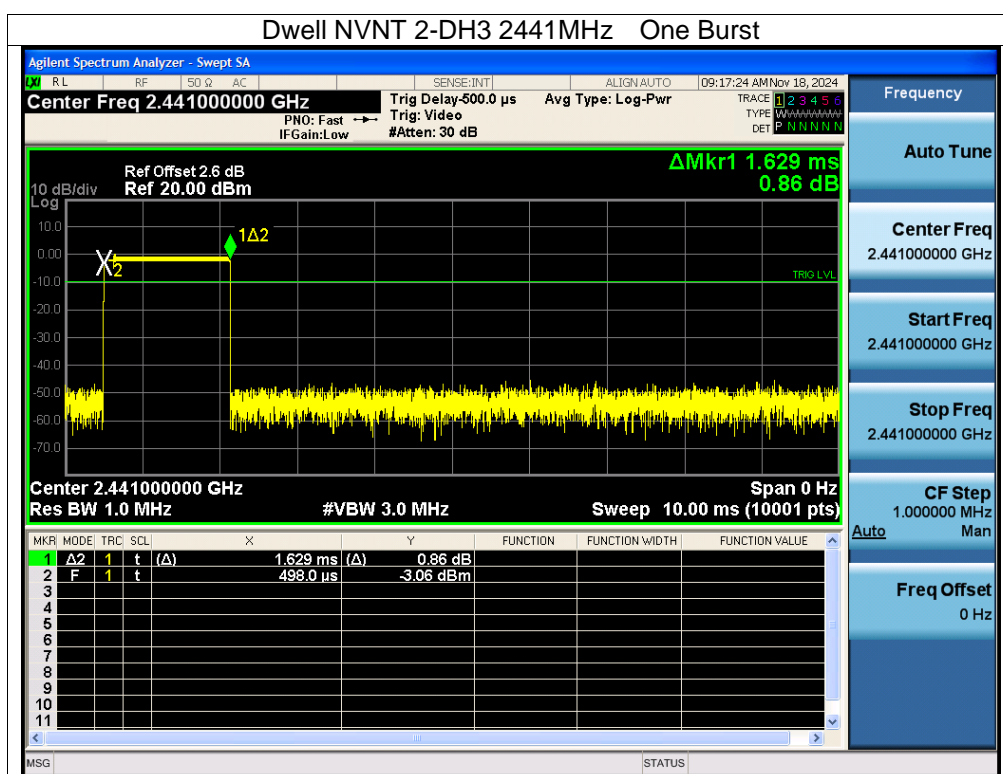 Dwell NVNT 2-DH3 2441MHz One Burst
Agilent Spectrum Analyzer - Swept SA
LXI RL RF 50 Ω AC SENSE:INT ALIGN AUTO 09:17:24 AM Nov 18, 2024
Center Freq 2.441000000 GHz
PNO: Fast
IFGain:Low
Trig Delay-500.0 µs
Trig: Video
#Atten: 30 dB
Avg Type: Log-Pwr
TRACE 1 2 3 4 5 6
TYPE WWWWWW
DET P N N N N N
ΔMkr1 1.629 ms
0.86 dB
Ref Offset 2.6 dB
10 dB/div Ref 20.00 dBm
Log
10.0
0.00
-10.0
-20.0
-30.0
-40.0
-50.0
-60.0
-70.0
1Δ2
2
TRIG LVL
Center 2.441000000 GHz Span 0 Hz
Res BW 1.0 MHz #VBW 3.0 MHz Sweep 10.00 ms (10001 pts)
MKR MODE TRC SCL X Y FUNCTION FUNCTION WIDTH FUNCTION VALUE
1 Δ2 1 t (Δ) 1.629 ms (Δ) 0.86 dB
2 F 1 t 498.0 µs -3.06 dBm
3
4
5
6
7
8
9
10
11
MSG STATUS
Frequency
Auto Tune
Center Freq
2.441000000 GHz
Start Freq
2.441000000 GHz
Stop Freq
2.441000000 GHz
CF Step
1.000000 MHz
Auto Man
Freq Offset
0 Hz